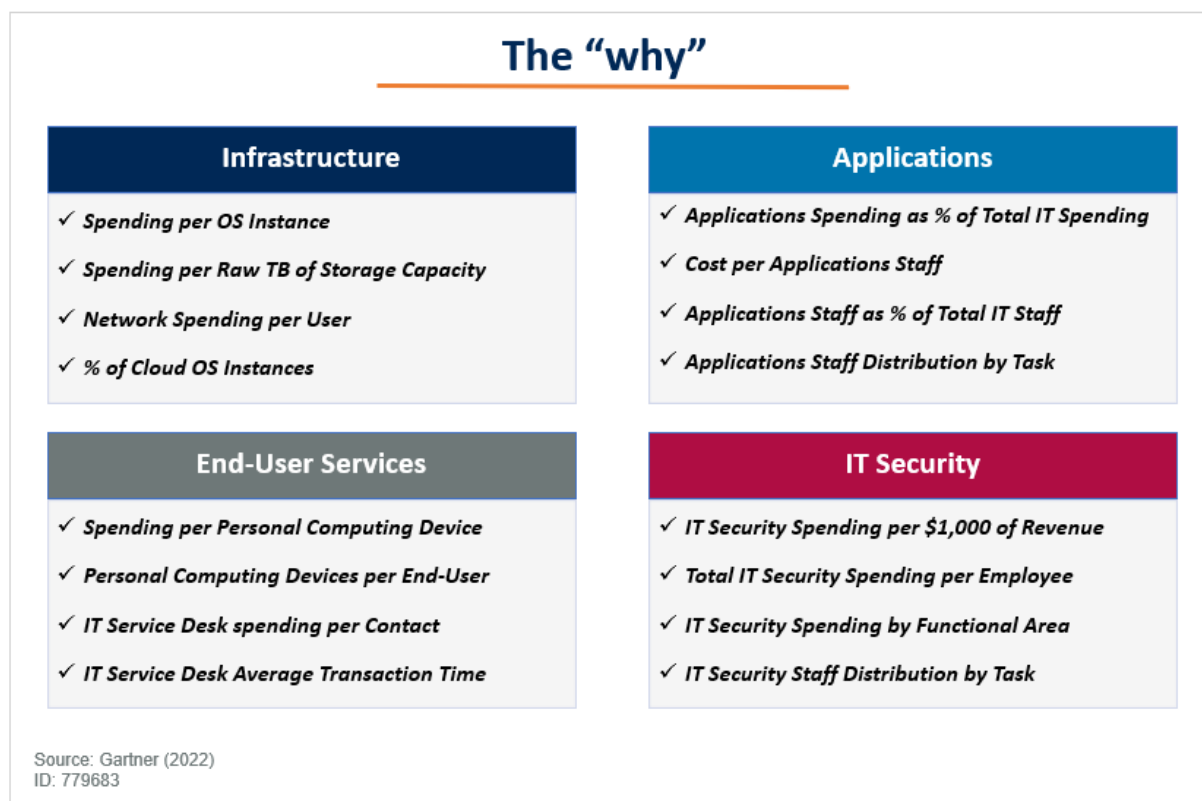 The “why”
Infrastructure
✓ Spending per OS Instance
✓ Spending per Raw TB of Storage Capacity
✓ Network Spending per User
✓ % of Cloud OS Instances
Applications
✓ Applications Spending as % of Total IT Spending
✓ Cost per Applications Staff
✓ Applications Staff as % of Total IT Staff
✓ Applications Staff Distribution by Task
End-User Services
✓ Spending per Personal Computing Device
✓ Personal Computing Devices per End-User
✓ IT Service Desk spending per Contact
✓ IT Service Desk Average Transaction Time
IT Security
✓ IT Security Spending per $1,000 of Revenue
✓ Total IT Security Spending per Employee
✓ IT Security Spending by Functional Area
✓ IT Security Staff Distribution by Task
Source: Gartner (2022)
ID: 779683